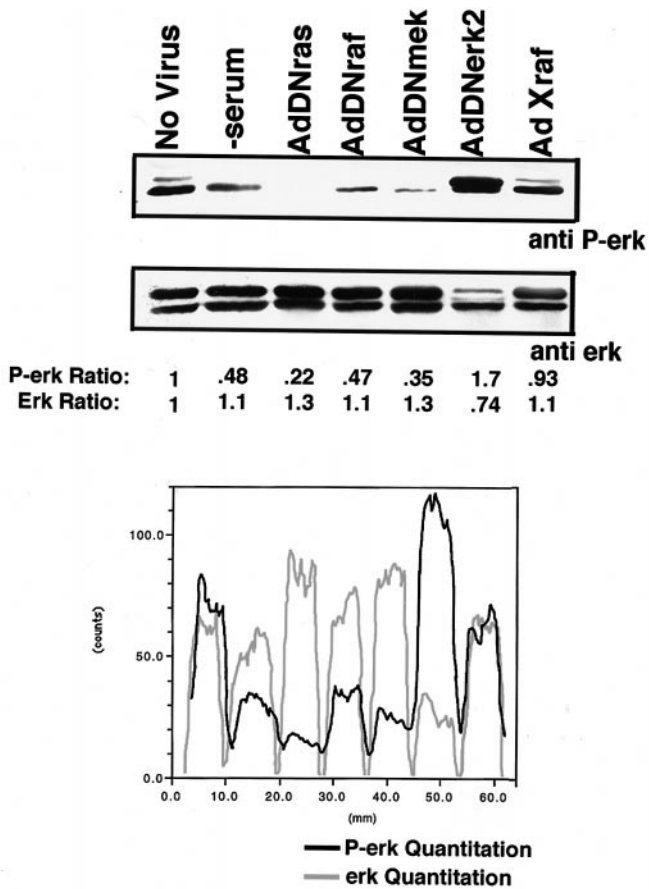 No Virus
-serum
AdDNras
AdDNraf
AdDNmek
AdDNerk2
Ad Xraf
anti P-erk
anti erk
P-erk Ratio: 1 .48 .22 .47 .35 1.7 .93
Erk Ratio: 1 1.1 1.3 1.1 1.3 .74 1.1
100.0
50.0
0.0
(counts)
0.0 10.0 20.0 30.0 40.0 50.0 60.0
(mm)
P-erk Quantitation
erk Quantitation